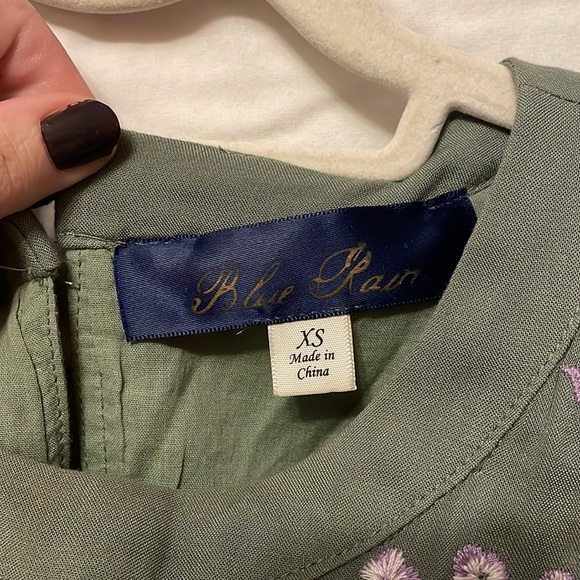 Blue Rain
XS
Made in
China